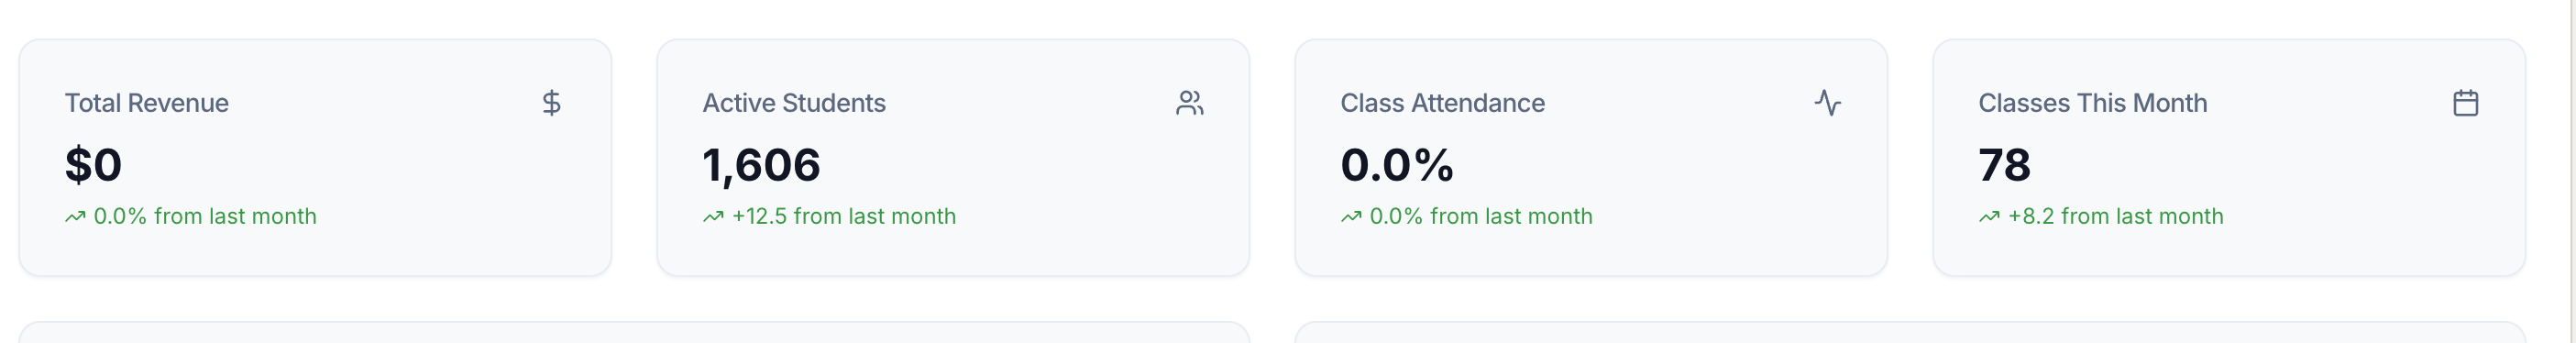 Total Revenue
$0
0.0% from last month
Active Students
1,606
+12.5 from last month
Class Attendance
0.0%
0.0% from last month
Classes This Month
78
+8.2 from last month